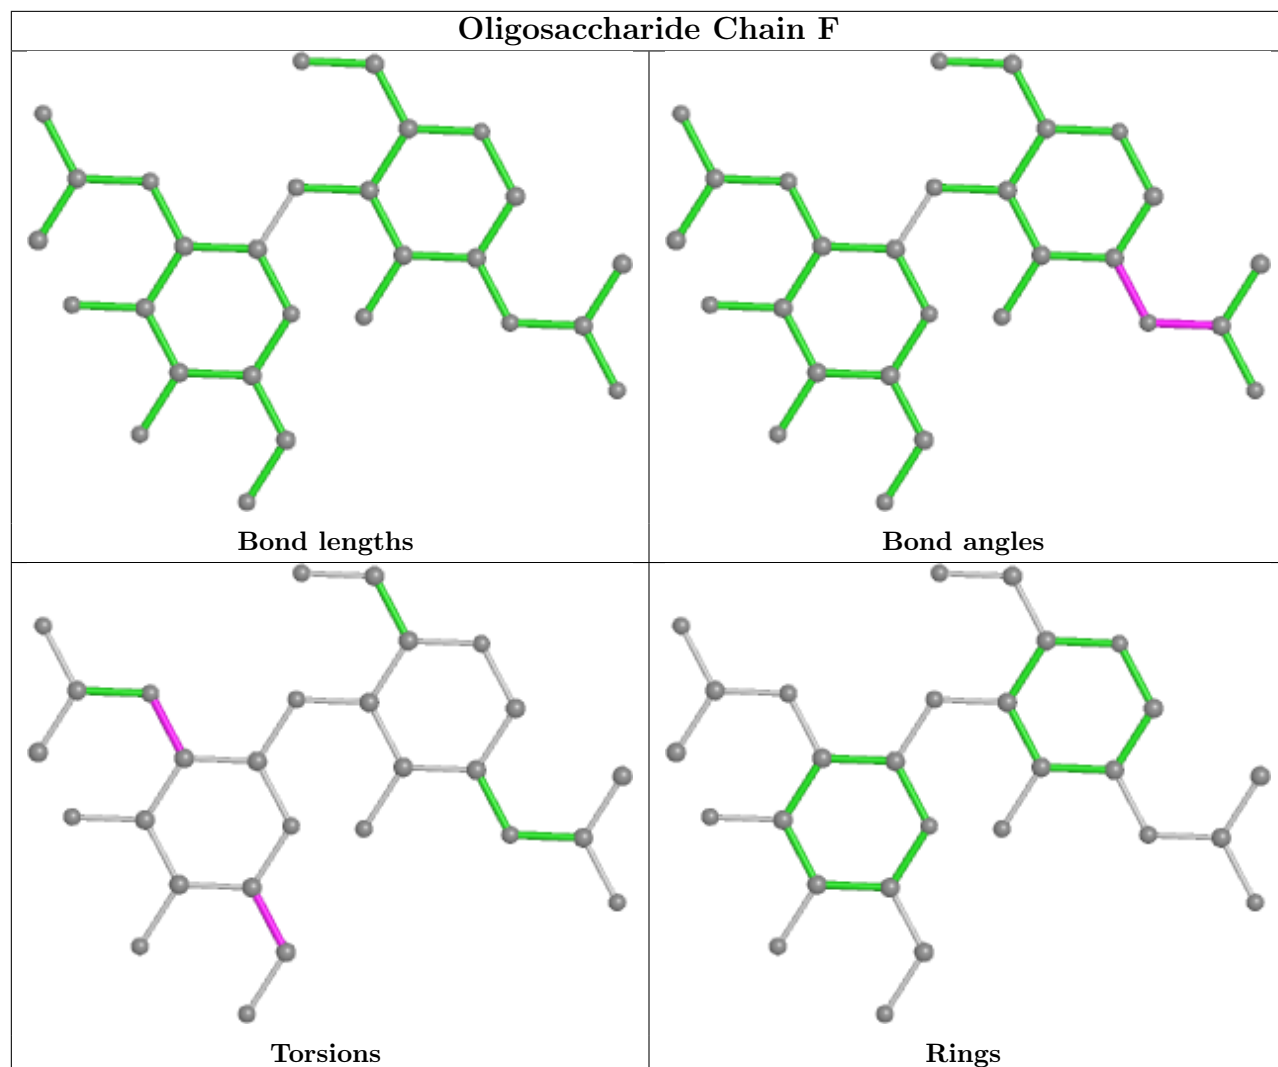 Oligosaccharide Chain F
Bond lengths
Bond angles
Torsions
Rings